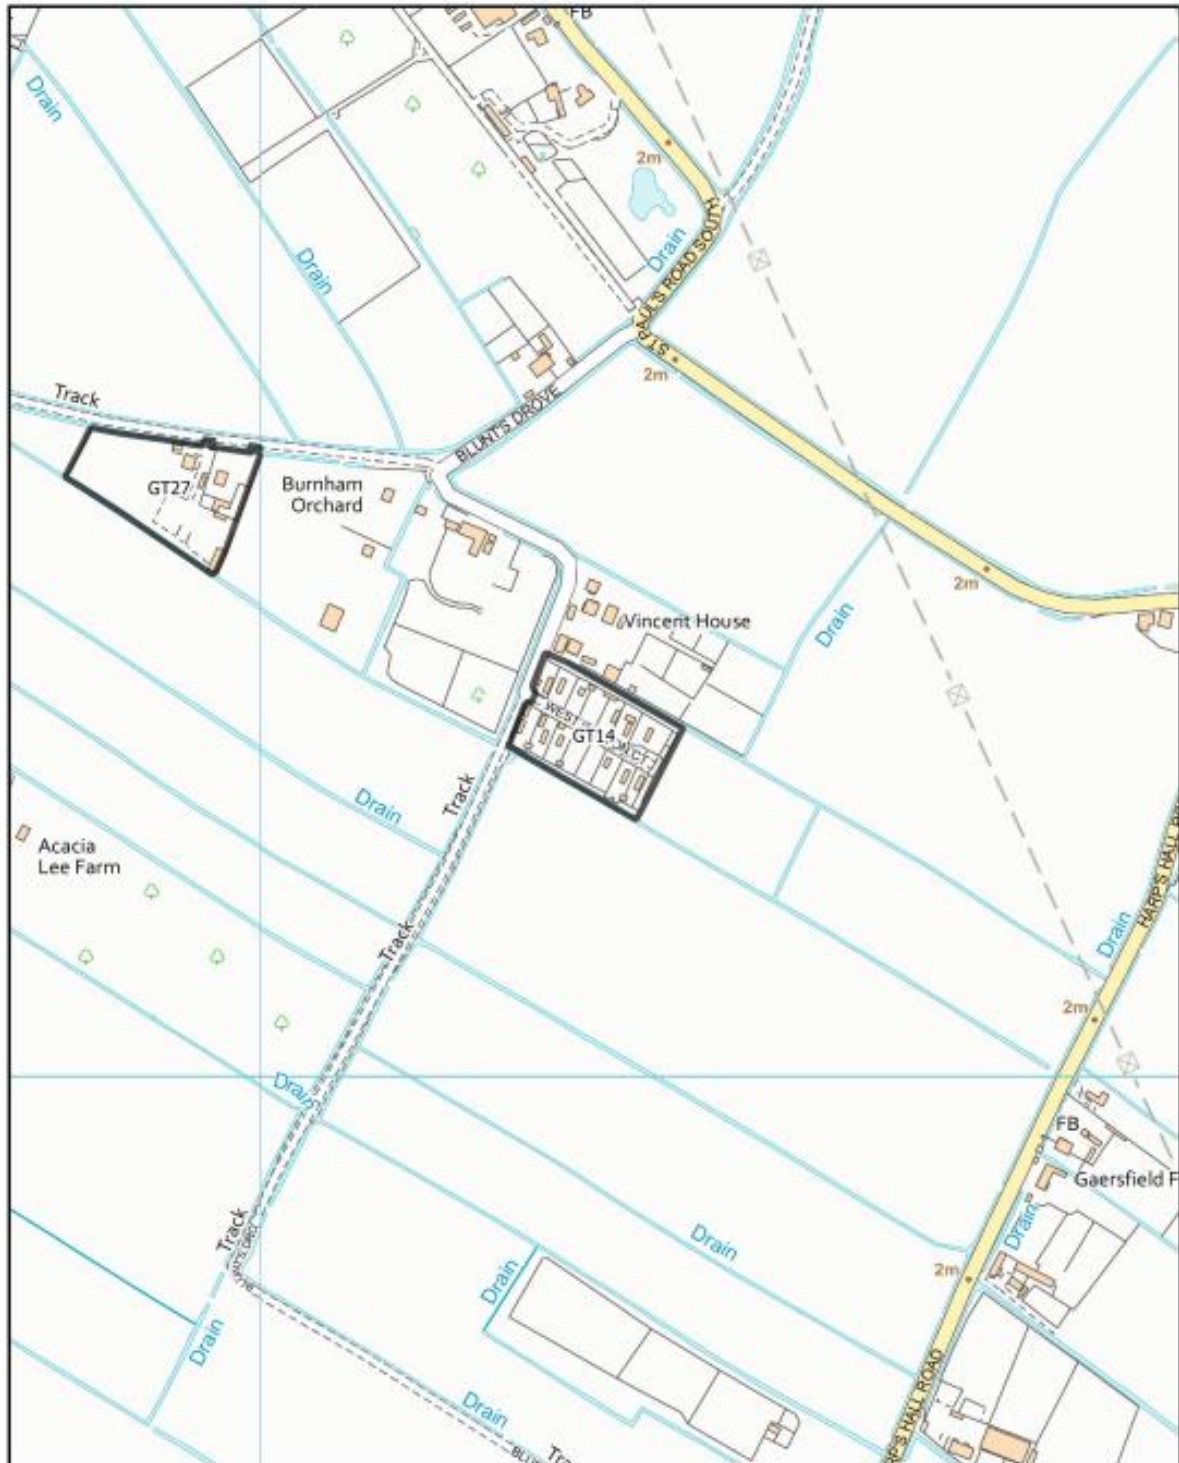 FB
Drain
2m
Drain
Drain
ST PAUL'S ROAD SOUTH
2m
Track
BLUNT'S DROVE
GT27
Burnham
Orchard
2m
Drain
Vincent House
WEST
GT14
Drain
Track
Acacia
Lee Farm
Track
Drain
HARP'S HALL
2m
Drain
FB
Gaersfield F
Track
Drain
Drain
Drain
2m
Drain
Drain
HALL ROAD